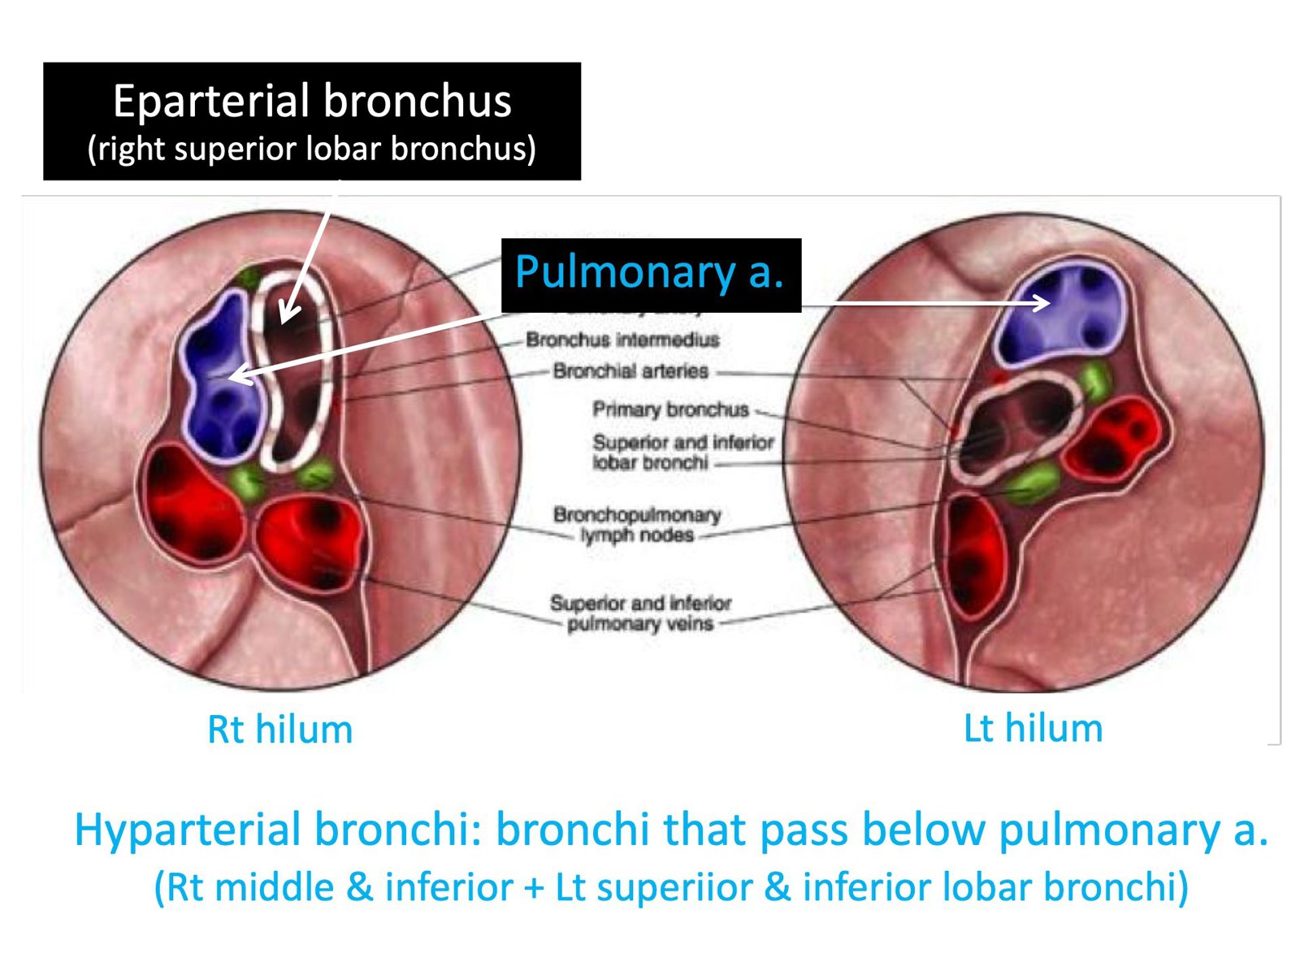 Eparterial bronchus
(right superior lobar bronchus)
Pulmonary a.
Bronchus intermedius
Bronchial arteries
Primary bronchus
Superior and inferior
lobar bronchi
Bronchopulmonary
lymph nodes
Superior and inferior
pulmonary veins
Rt hilum
Lt hilum
Hyparterial bronchi: bronchi that pass below pulmonary a.
(Rt middle & inferior + Lt superiior & inferior lobar bronchi)